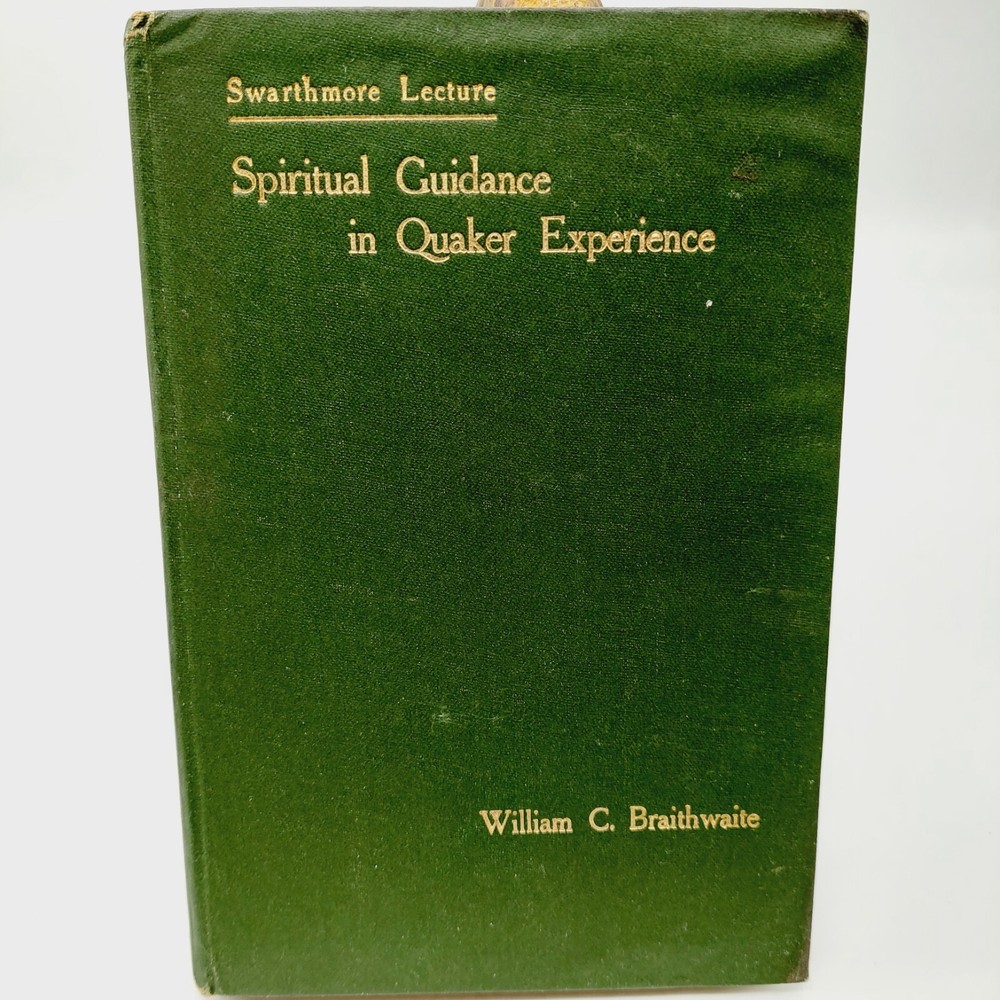 Swarthmore Lecture
Spiritual Guidance
in Quaker Experience
William C. Braithwaite